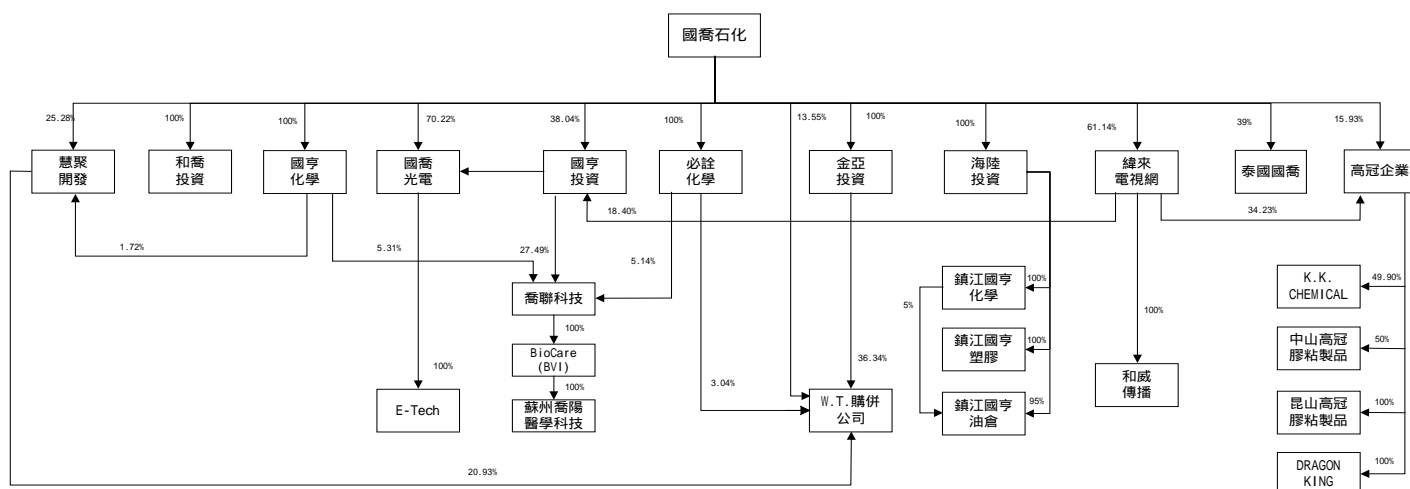 國喬石化
25.28%
100%
100%
70.22%
38.04%
100%
13.55%
100%
100%
61.14%
39%
15.93%
慧聚
開發
和喬
投資
國亨
化學
國喬
光電
國亨
投資
必詮
化學
金亞
投資
海陸
投資
緯來
電視網
泰國國喬
高冠企業
18.40%
34.23%
1.72%
5.31%
27.49%
5.14%
喬聯科技
100%
BioCare
(BVI)
100%
蘇州喬陽
醫學科技
100%
E-Tech
3.04%
36.34%
W.T.購併
公司
20.93%
鎮江國亨
化學
100%
5%
鎮江國亨
塑膠
100%
鎮江國亨
油倉
95%
100%
和威
傳播
K.K.
CHEMICAL
49.90%
中山高冠
膠粘製品
50%
昆山高冠
膠粘製品
100%
DRAGON
KING
100%